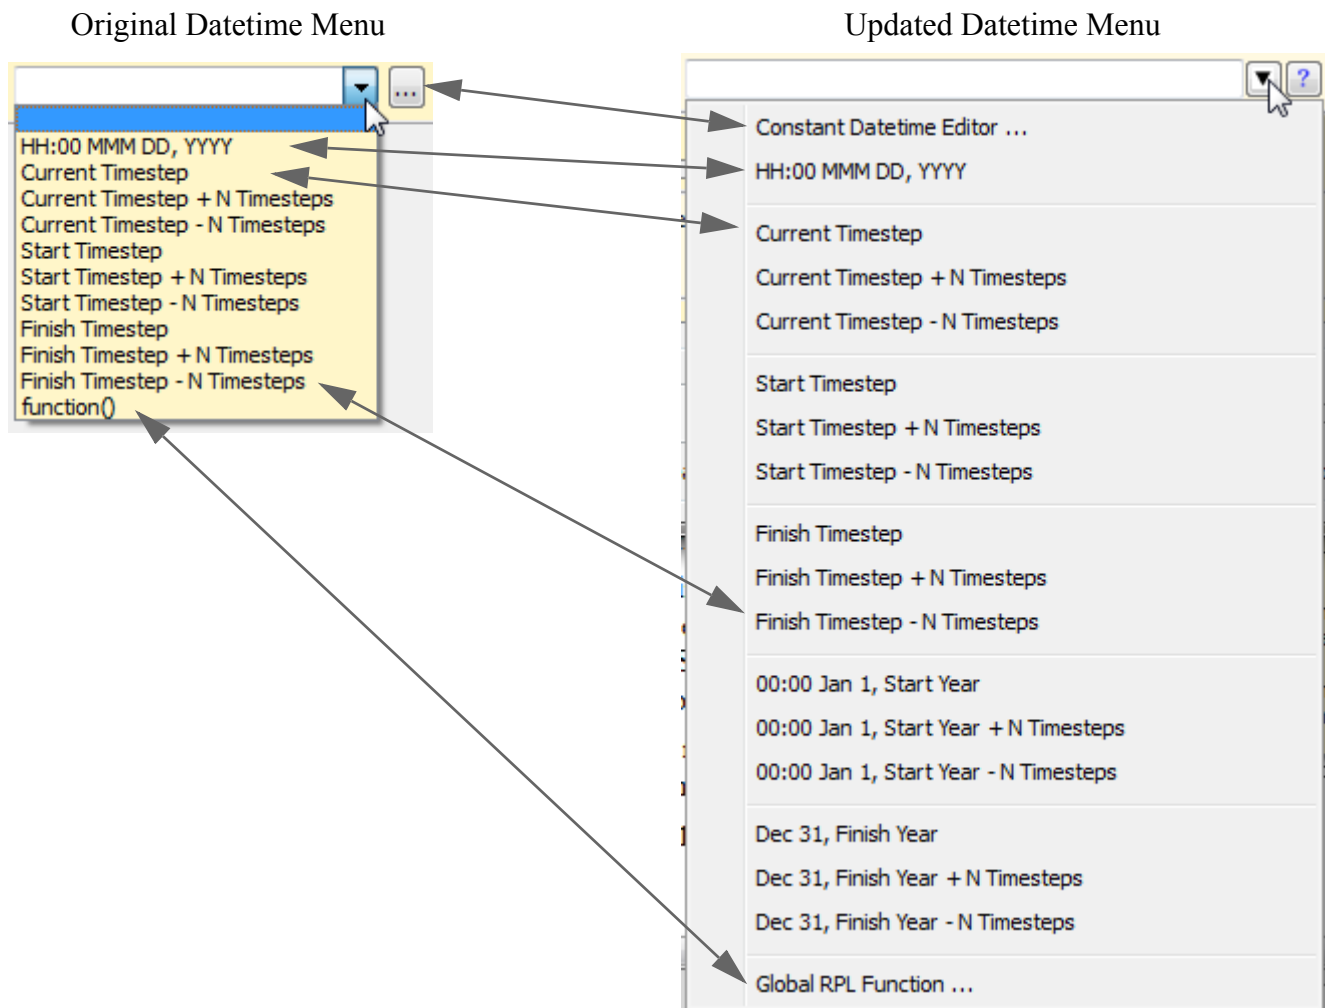 Original Datetime Menu
...
HH:00 MMM DD, YYYY
Current Timestep
Current Timestep + N Timesteps
Current Timestep - N Timesteps
Start Timestep
Start Timestep + N Timesteps
Start Timestep - N Timesteps
Finish Timestep
Finish Timestep + N Timesteps
Finish Timestep - N Timesteps
function()
Updated Datetime Menu
?
Constant Datetime Editor ...
HH:00 MMM DD, YYYY
Current Timestep
Current Timestep + N Timesteps
Current Timestep - N Timesteps
Start Timestep
Start Timestep + N Timesteps
Start Timestep - N Timesteps
Finish Timestep
Finish Timestep + N Timesteps
Finish Timestep - N Timesteps
00:00 Jan 1, Start Year
00:00 Jan 1, Start Year + N Timesteps
00:00 Jan 1, Start Year - N Timesteps
Dec 31, Finish Year
Dec 31, Finish Year + N Timesteps
Dec 31, Finish Year - N Timesteps
Global RPL Function ...